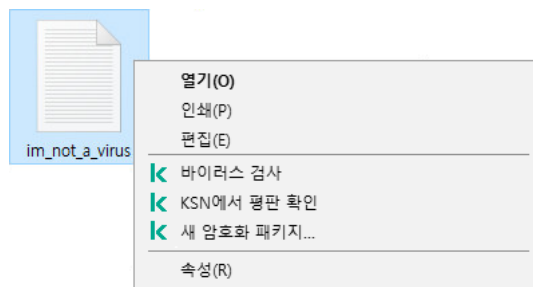 im_not_a_virus
열기(O)
인쇄(P)
편집(E)
바이러스 검사
KSN에서 평판 확인
새 암호화 패키지...
속성(R)